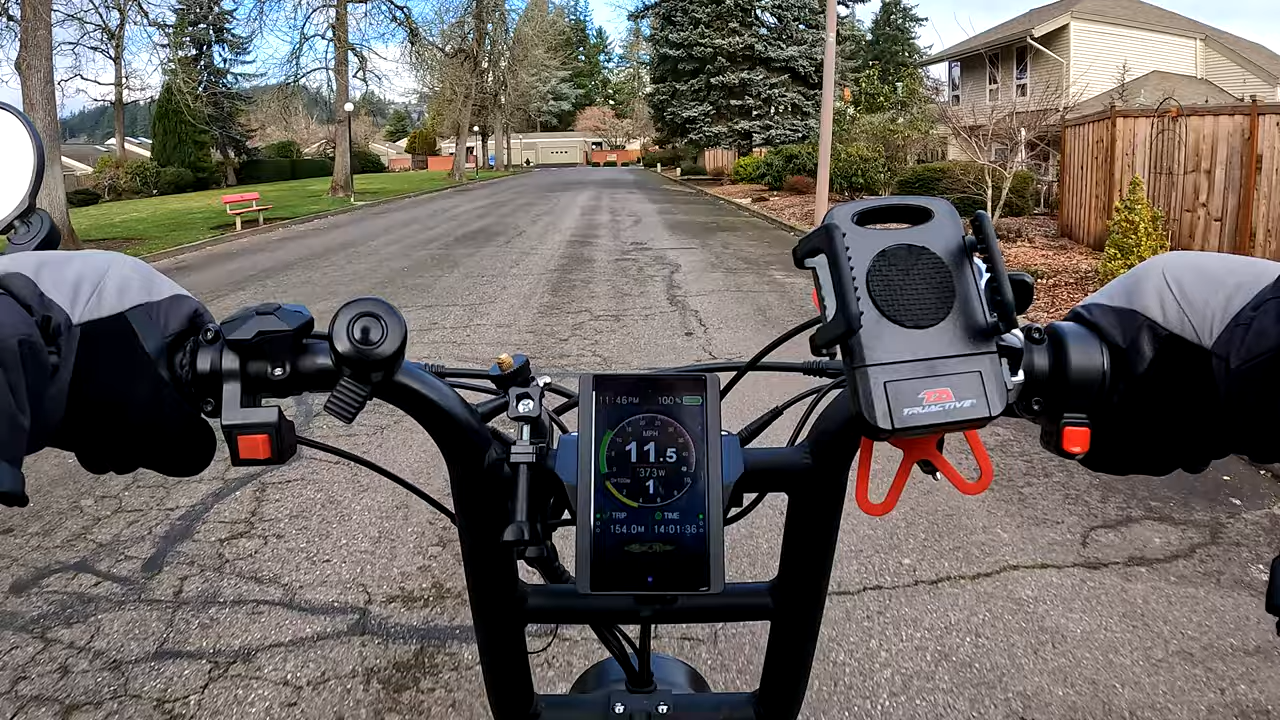 11:46PM 100%
MPH
11.5
373W
1
TRIP TIME
154.0M 14:01:36
TRUACTIVE